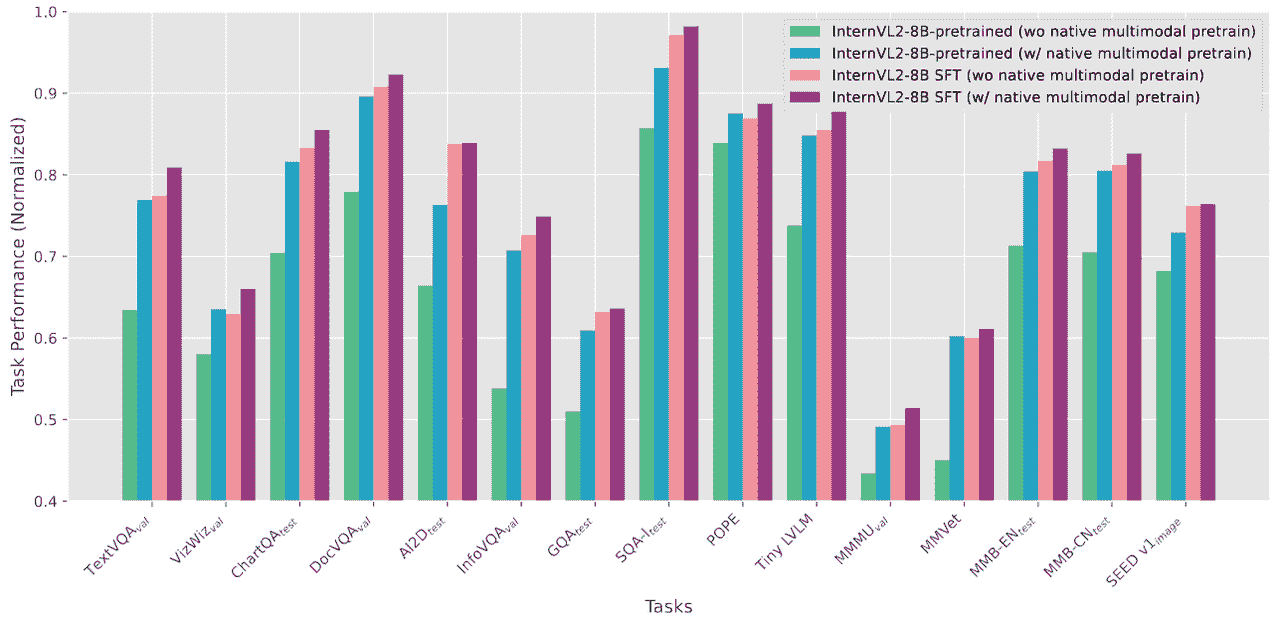 1.0
0.9
0.8
0.7
0.6
0.5
0.4
Task Performance (Normalized)
InternVL2-8B-pretrained (wo native multimodal pretrain)
InternVL2-8B-pretrained (w/ native multimodal pretrain)
InternVL2-8B SFT (wo native multimodal pretrain)
InternVL2-8B SFT (w/ native multimodal pretrain)
TextVQAval
VizWizval
ChartQAtest
DocVQAval
AI2Dtest
InfoVQAval
GQAtest
SQA-Itest
POPE
Tiny LVLM
MMMUval
MMVet
MMB-ENtest
MMB-CNtest
SEED v1image
Tasks